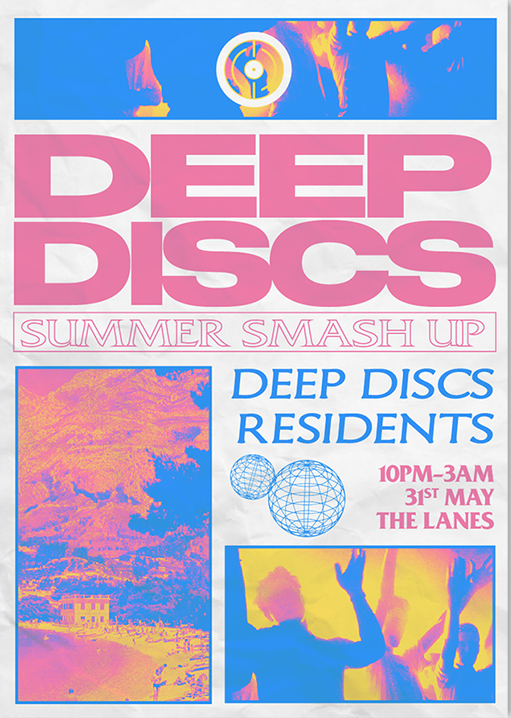 DEEP
DISCS
SUMMER SMASH UP
DEEP DISCS
RESIDENTS
10PM–3AM
31ST MAY
THE LANES